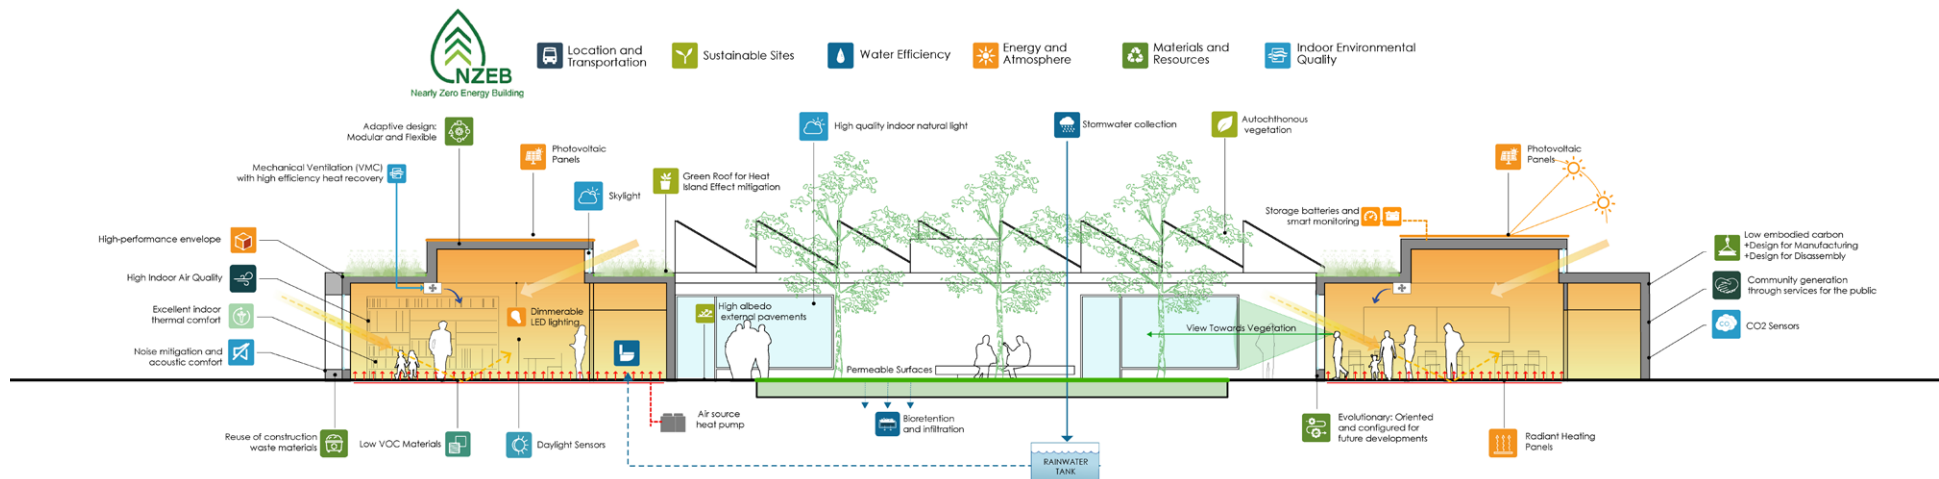 NZEB
Nearly Zero Energy Building
Location and
Transportation
Sustainable Sites
Water Efficiency
Energy and
Atmosphere
Materials and
Resources
Indoor Environmental
Quality
Adaptive design:
Modular and Flexible
Mechanical Ventilation (VMC)
with high efficiency heat recovery
Photovoltaic
Panels
Skylight
Green Roof for Heat
Island Effect mitigation
High quality indoor natural light
Stormwater collection
Autochthonous
vegetation
Photovoltaic
Panels
Storage batteries and
smart monitoring
High-performance envelope
High Indoor Air Quality
Excellent indoor
thermal comfort
Noise mitigation and
acoustic comfort
Dimmerable
LED lighting
High albedo
external pavements
View Towards Vegetation
Permeable Surfaces
Low embodied carbon
+Design for Manufacturing
+Design for Disassembly
Community generation
through services for the public
CO2
CO2 Sensors
Reuse of construction
waste materials
Low VOC Materials
Daylight Sensors
Air source
heat pump
Bioretention
and infiltration
RAINWATER
TANK
Evolutionary: Oriented
and configured for
future developments
Radiant Heating
Panels